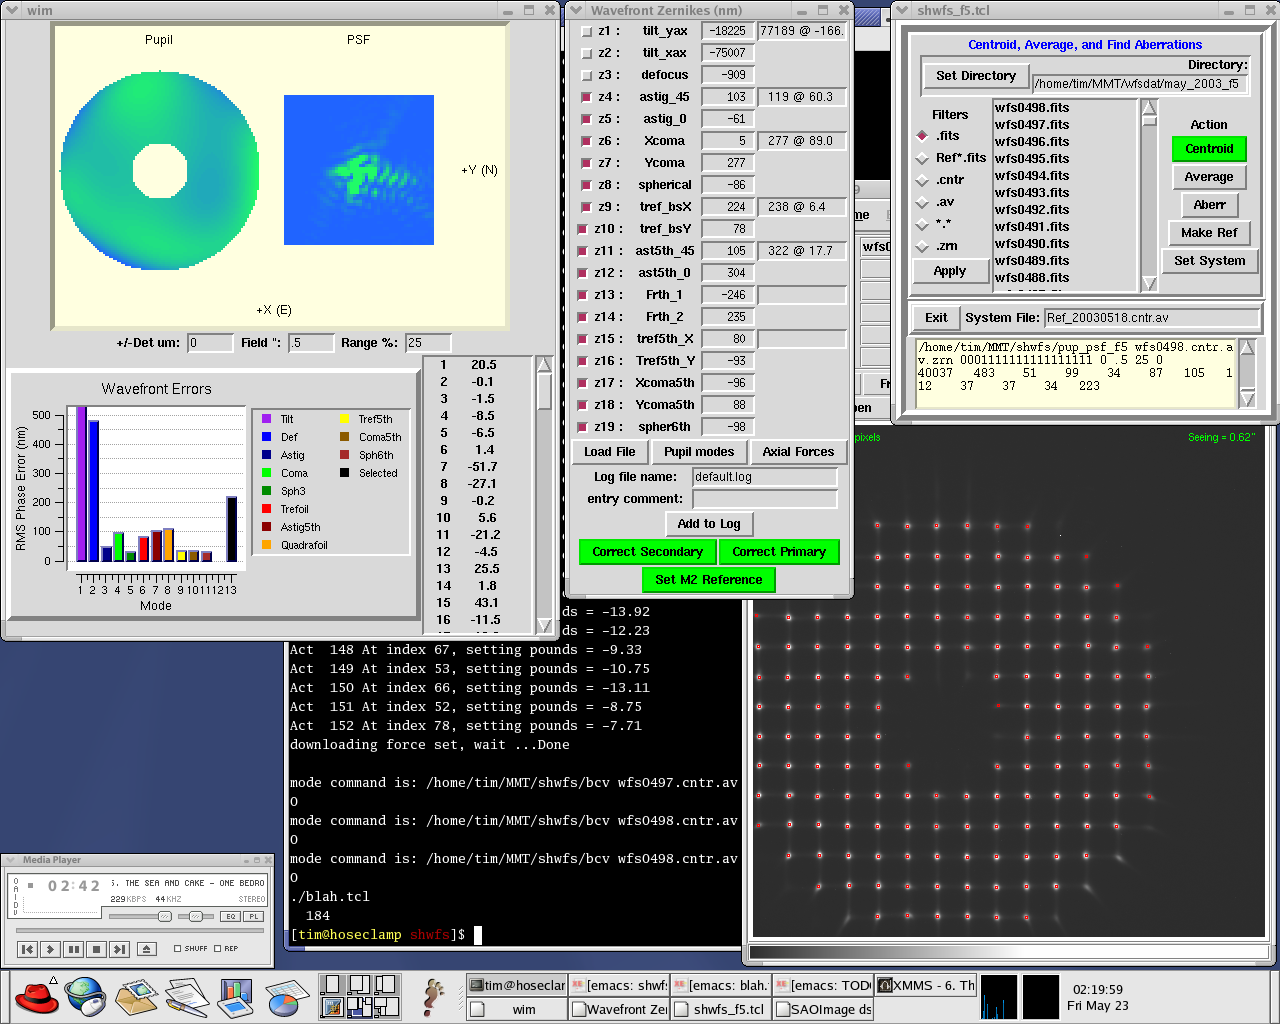 wim
Pupil
PSF
+Y (N)
+X (E)
+/-Det um: 0 Field ": .5 Range %: 25
Wavefront Errors
RMS Phase Error (nm)
500
400
300
200
100
0
1 2 3 4 5 6 7 8 9 10 11 12 13
Mode
Tilt
Def
Astig
Coma
Sph3
Trefoil
Astig5th
Quadrafoil
Tref5th
Coma5th
Sph6th
Selected
1 20.5
2 -0.1
3 -1.5
4 -8.5
5 -6.5
6 1.4
7 -51.7
8 -27.1
9 -0.2
10 5.6
11 -21.2
12 -4.5
13 25.5
14 1.8
15 43.1
16 -11.5
Wavefront Zernikes (nm)
z1 : tilt_yax -18225 77189 @ -166.
z2 : tilt_xax -75007
z3 : defocus -909
z4 : astig_45 103 119 @ 60.3
z5 : astig_0 -61
z6 : Xcoma 5 277 @ 89.0
z7 : Ycoma 277
z8 : spherical -86
z9 : tref_bsX 224 238 @ 6.4
z10 : tref_bsY 78
z11 : ast5th_45 105 322 @ 17.7
z12 : ast5th_0 304
z13 : Frth_1 -246
z14 : Frth_2 235
z15 : tref5th_X 80
z16 : Tref5th_Y -93
z17 : Xcoma5th -96
z18 : Ycoma5th 88
z19 : spher6th -98
Load File Pupil modes Axial Forces
Log file name: default.log
entry comment:
Add to Log
Correct Secondary Correct Primary
Set M2 Reference
shwfs_f5.tcl
Centroid, Average, and Find Aberrations
Set Directory
Directory:
/home/tim/MMT/wfsdat/may_2003_f5
Filters
.fits
Ref*.fits
.cntr
.av
*.*
.zrn
Apply
wfs0498.fits
wfs0497.fits
wfs0496.fits
wfs0495.fits
wfs0494.fits
wfs0493.fits
wfs0492.fits
wfs0491.fits
wfs0490.fits
wfs0489.fits
wfs0488.fits
Action
Centroid
Average
Aberr
Make Ref
Set System
Exit System File: Ref_20030518.cntr.av
/home/tim/MMT/shwfs/pup_psf_f5 wfs0498.cntr.a
v.zrn 0001111111111111111 0 .5 25 0
40037 483 51 99 34 87 105 1
12 37 37 34 223
pixels
Seeing = 0.62"
ds = -13.92
ds = -12.23
Act 148 At index 67, setting pounds = -9.33
Act 149 At index 53, setting pounds = -10.75
Act 150 At index 66, setting pounds = -13.11
Act 151 At index 52, setting pounds = -8.75
Act 152 At index 78, setting pounds = -7.71
downloading force set, wait ...Done
mode command is: /home/tim/MMT/shwfs/bcv wfs0497.cntr.av
0
mode command is: /home/tim/MMT/shwfs/bcv wfs0498.cntr.av
0
mode command is: /home/tim/MMT/shwfs/bcv wfs0498.cntr.av
0
./blah.tcl
184
[tim@hoseclamp shwfs]$
Media Player
O
A
I
D
V
02:42
5. THE SEA AND CAKE - ONE BEDRO
229 KBPS 44 KHZ STEREO
EQ PL
SHUFF REP
tim@hoseclar [emacs: shwf [emacs: blah. [emacs: TOD XMMS - 6. Th
wim Wavefront Zer shwfs_f5.tcl SAOImage ds
02:19:59
Fri May 23